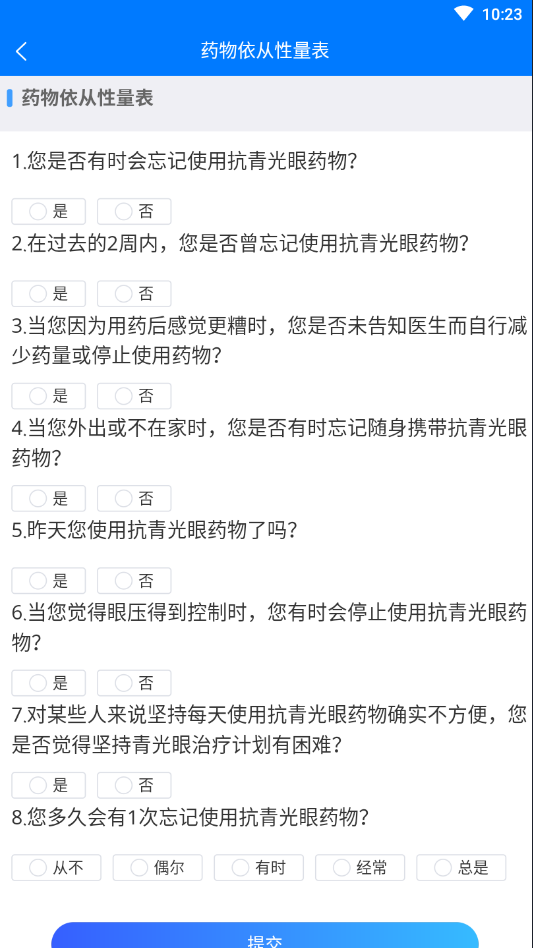 10:23
药物依从性量表
药物依从性量表
1.您是否有时会忘记使用抗青光眼药物?
是 否
2.在过去的2周内，您是否曾忘记使用抗青光眼药物?
是 否
3.当您因为用药后感觉更糟时，您是否未告知医生而自行减
少药量或停止使用药物?
是 否
4.当您外出或不在家时，您是否有时忘记随身携带抗青光眼
药物?
是 否
5.昨天您使用抗青光眼药物了吗?
是 否
6.当您觉得眼压得到控制时，您有时会停止使用抗青光眼药
物?
是 否
7.对某些人来说坚持每天使用抗青光眼药物确实不方便，您
是否觉得坚持青光眼治疗计划有困难?
是 否
8.您多久会有1次忘记使用抗青光眼药物?
从不 偶尔 有时 经常 总是
提交